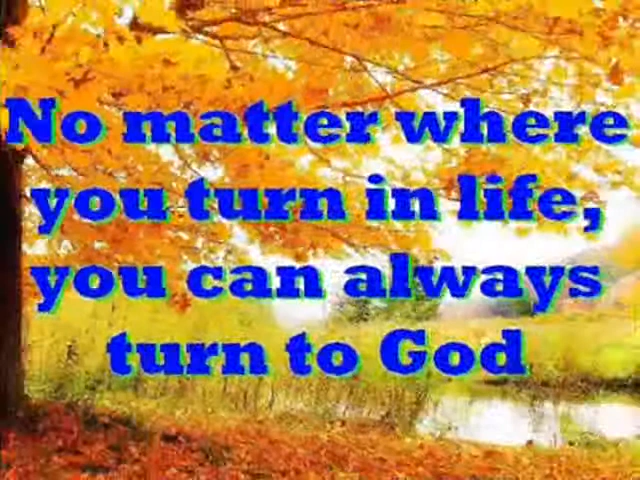 No matter where
you turn in life,
you can always
turn to God